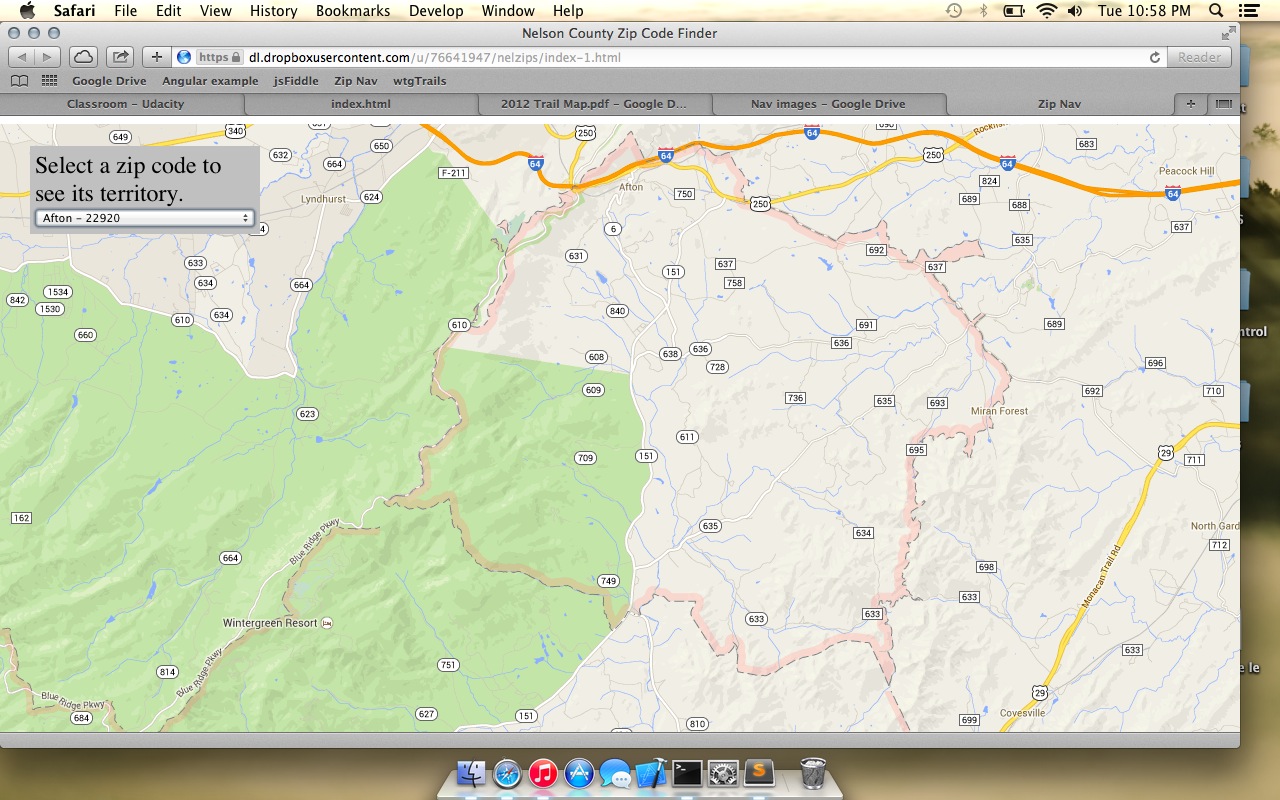 Safari File Edit View History Bookmarks Develop Window Help Tue 10:58 PM
Nelson County Zip Code Finder
https dl.dropboxusercontent.com/u/76641947/nelzips/index-1.html Reader
Google Drive Angular example jsFiddle Zip Nav wtgTrails
Classroom – Udacity index.html 2012 Trail Map.pdf – Google D... Nav images – Google Drive Zip Nav
Select a zip code to
see its territory.
Afton – 22920
649 340 632 664 650 F-211 64 250 64 64 250 64 683
Peacock Hill
64
Lyndhurst 624 Afton 750 250 824 689 688 637
6 631 151 637 758 692 637 635
633 634 664
842 1534 1530 610 634 660 610 840 691 636 689
608 638 636 728 696
609 736 635 693 692 710
Miran Forest
623 611 695 29 711
709 151
162 635 634 North Gard
712
Blue Ridge Pkwy
664 749 698 633
Monacan Trail Rd
Wintergreen Resort 633 633 633
814 751
Blue Ridge Pkwy
Blue Ridge Pkwy
684 627 151 810 29
Covesville
699
ntrol
e le